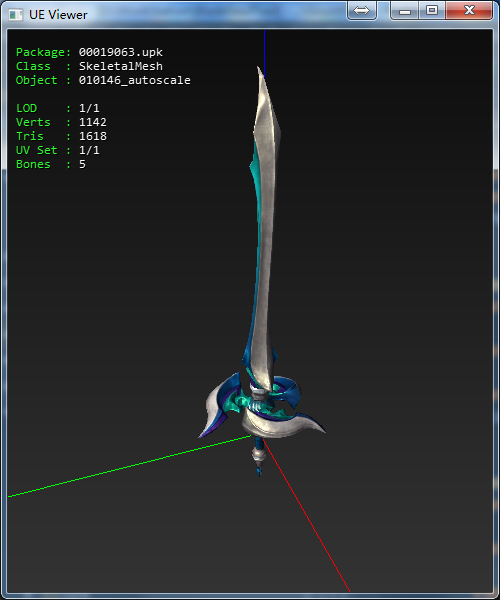 UE Viewer
Package: 00019063.upk
Class : SkeletalMesh
Object : 010146_autoscale
LOD : 1/1
Verts : 1142
Tris : 1618
UV Set : 1/1
Bones : 5